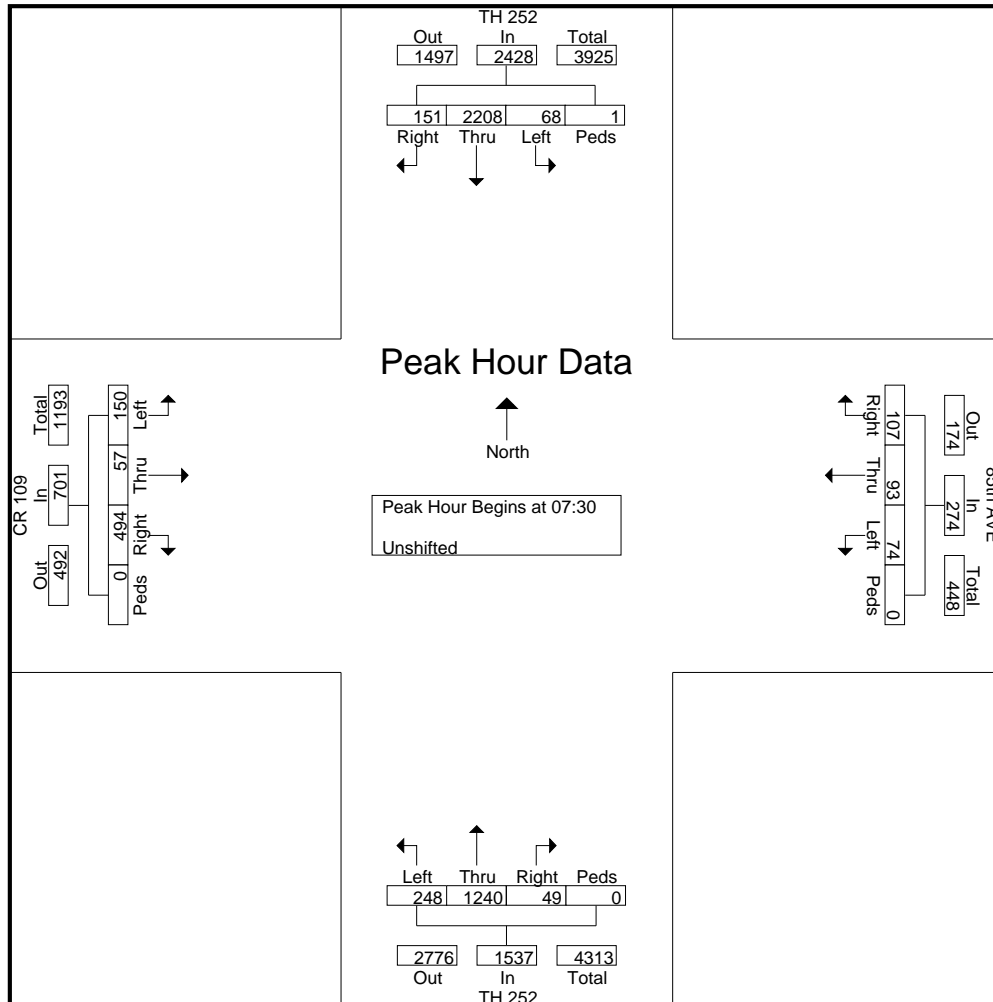 TH 252
Out In Total
1497 2428 3925
151 2208 68 1
Right Thru Left Peds
Peak Hour Data
North
Peak Hour Begins at 07:30
Unshifted
CR 109
Total In Out
1193 701 492
150 57 494 0
Left Thru Right Peds
Right Thru Left Peds
107 93 74 0
Out In Total
174 274 448
85th AVE
Left Thru Right Peds
248 1240 49 0
2776 1537 4313
Out In Total
TH 252